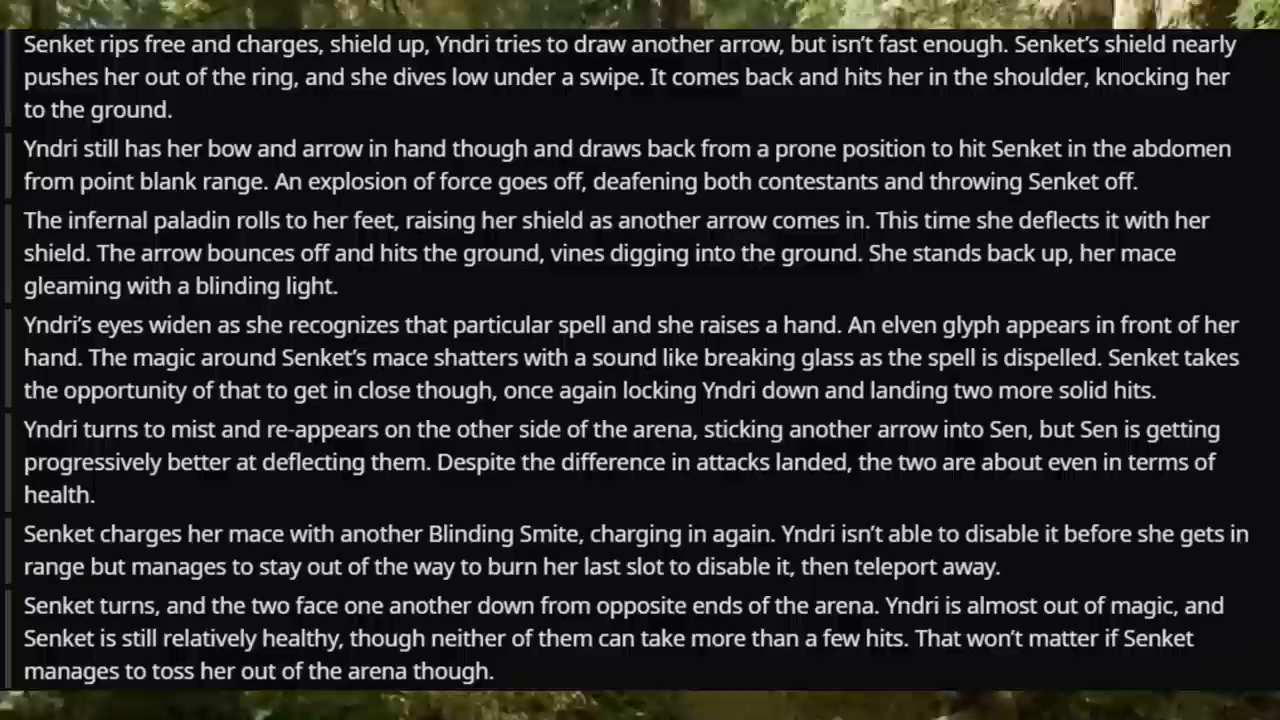 Senket rips free and charges, shield up, Yndri tries to draw another arrow, but isn’t fast enough. Senket’s shield nearly
pushes her out of the ring, and she dives low under a swipe. It comes back and hits her in the shoulder, knocking her
to the ground.
Yndri still has her bow and arrow in hand though and draws back from a prone position to hit Senket in the abdomen
from point blank range. An explosion of force goes off, deafening both contestants and throwing Senket off.
The infernal paladin rolls to her feet, raising her shield as another arrow comes in. This time she deflects it with her
shield. The arrow bounces off and hits the ground, vines digging into the ground. She stands back up, her mace
gleaming with a blinding light.
Yndri’s eyes widen as she recognizes that particular spell and she raises a hand. An elven glyph appears in front of her
hand. The magic around Senket’s mace shatters with a sound like breaking glass as the spell is dispelled. Senket takes
the opportunity of that to get in close though, once again locking Yndri down and landing two more solid hits.
Yndri turns to mist and re-appears on the other side of the arena, sticking another arrow into Sen, but Sen is getting
progressively better at deflecting them. Despite the difference in attacks landed, the two are about even in terms of
health.
Senket charges her mace with another Blinding Smite, charging in again. Yndri isn’t able to disable it before she gets in
range but manages to stay out of the way to burn her last slot to disable it, then teleport away.
Senket turns, and the two face one another down from opposite ends of the arena. Yndri is almost out of magic, and
Senket is still relatively healthy, though neither of them can take more than a few hits. That won’t matter if Senket
manages to toss her out of the arena though.